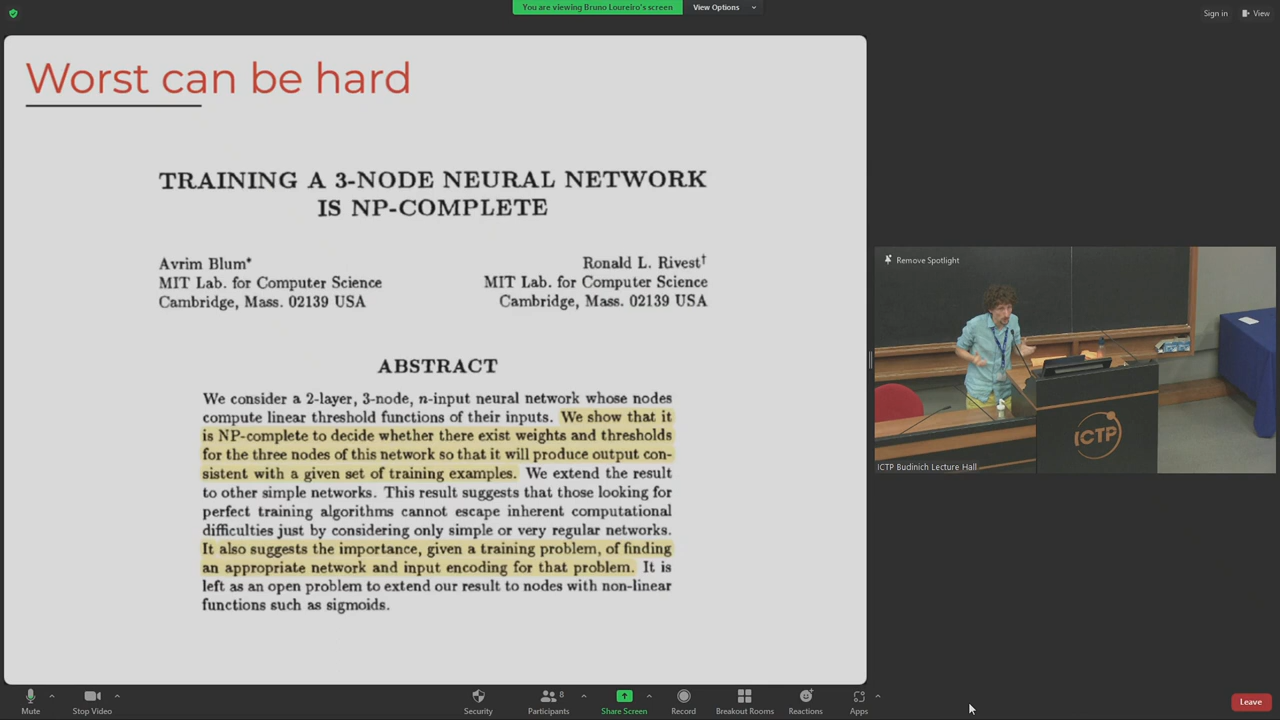 You are viewing Bruno Loureiro's screen
View Options
Sign in
View
Worst can be hard
TRAINING A 3-NODE NEURAL NETWORK
IS NP-COMPLETE
Avrim Blum*
MIT Lab. for Computer Science
Cambridge, Mass. 02139 USA
Ronald L. Rivest†
MIT Lab. for Computer Science
Cambridge, Mass. 02139 USA
ABSTRACT
We consider a 2-layer, 3-node, n-input neural network whose nodes
compute linear threshold functions of their inputs. We show that it
is NP-complete to decide whether there exist weights and thresholds
for the three nodes of this network so that it will produce output con-
sistent with a given set of training examples. We extend the result
to other simple networks. This result suggests that those looking for
perfect training algorithms cannot escape inherent computational
difficulties just by considering only simple or very regular networks.
It also suggests the importance, given a training problem, of finding
an appropriate network and input encoding for that problem. It is
left as an open problem to extend our result to nodes with non-linear
functions such as sigmoids.
Remove Spotlight
ICTP
ICTP Budinich Lecture Hall
Mute
Stop Video
Security
Participants
8
Share Screen
Record
Breakout Rooms
Reactions
Apps
Leave